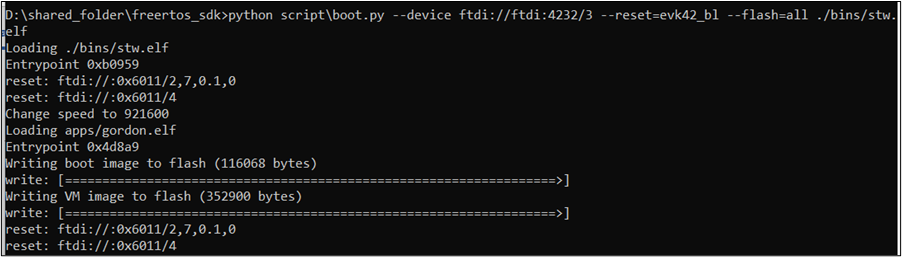 D:\shared_folder\freertos_sdk>python script\boot.py --device ftdi://ftdi:4232/3 --reset=evk42_bl --flash=all ./bins/stw.
elf
Loading ./bins/stw.elf
Entrypoint 0xb0959
reset: ftdi://:0x6011/2,7,0.1,0
reset: ftdi://:0x6011/4
Change speed to 921600
Loading apps/gordon.elf
Entrypoint 0x4d8a9
Writing boot image to flash (116068 bytes)
write: [==================================================================>]
Writing VM image to flash (352900 bytes)
write: [==================================================================>]
reset: ftdi://:0x6011/2,7,0.1,0
reset: ftdi://:0x6011/4